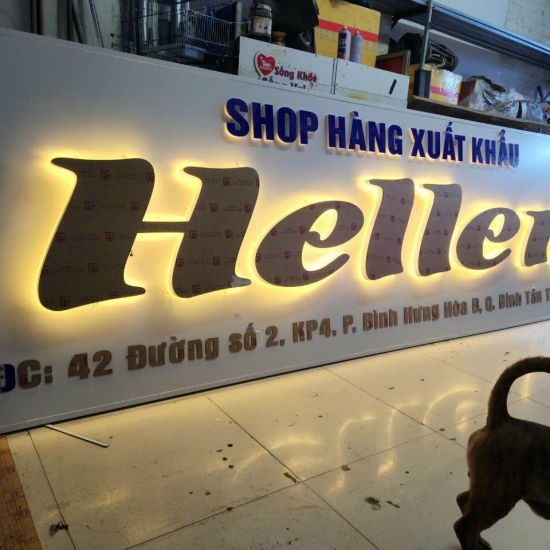 Sống Khỏe
SHOP HÀNG XUẤT KHẨU
Heller
ĐC: 42 Đường số 2, KP4. P. Bình Hưng Hòa B, Q. Bình Tân T